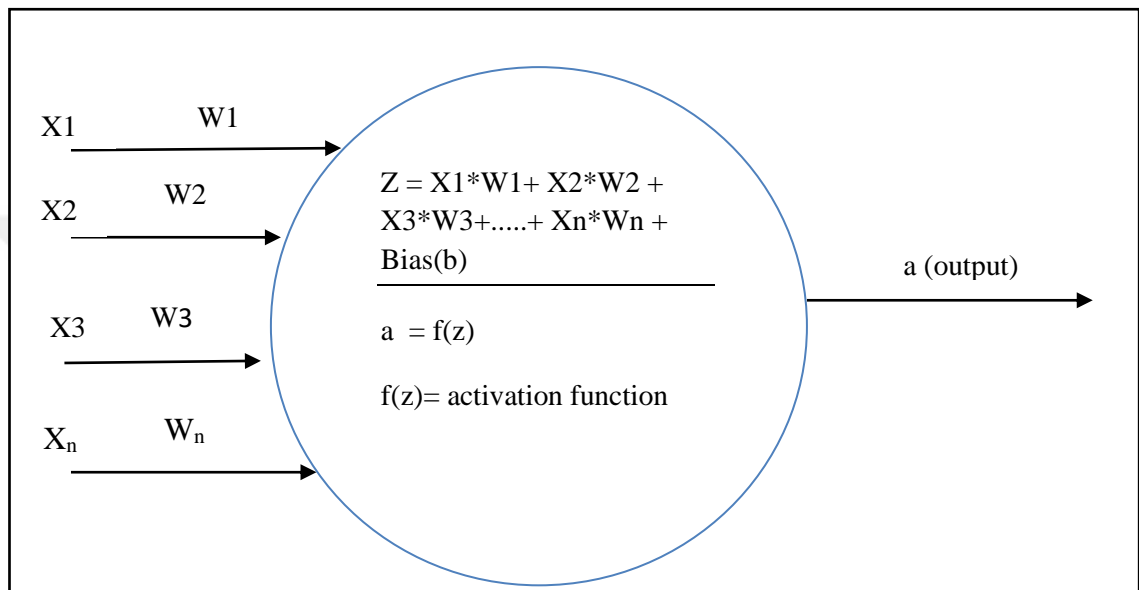 X1 W1
X2 W2
X3 W3
Xn Wn
Z = X1*W1+ X2*W2 +
X3*W3+.....+ Xn*Wn +
Bias(b)
a = f(z)
f(z)= activation function
a (output)